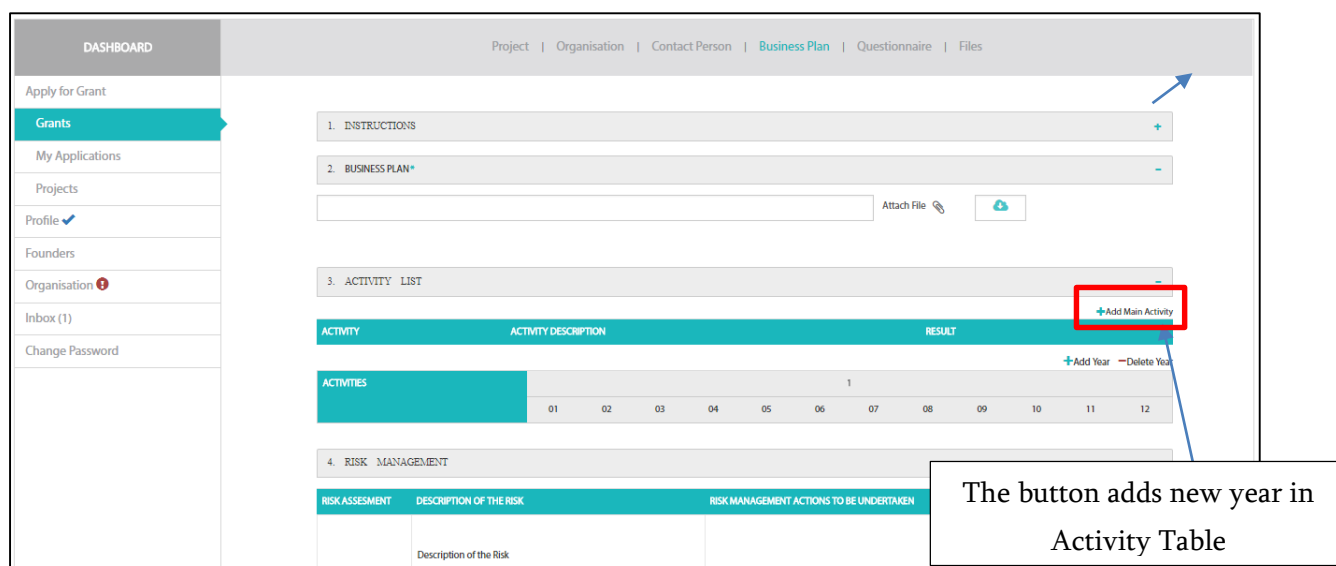 DASHBOARD
Project | Organisation | Contact Person | Business Plan | Questionnaire | Files
Apply for Grant
Grants
My Applications
Projects
Profile
Founders
Organisation
Inbox (1)
Change Password
1. INSTRUCTIONS +
2. BUSINESS PLAN* -
Attach File
3. ACTIVITY LIST -
+Add Main Activity
ACTIVITY ACTIVITY DESCRIPTION RESULT
+Add Year -Delete Year
ACTIVITIES 1
01 02 03 04 05 06 07 08 09 10 11 12
4. RISK MANAGEMENT
RISK ASSESMENT DESCRIPTION OF THE RISK RISK MANAGEMENT ACTIONS TO BE UNDERTAKEN
Description of the Risk
The button adds new year in
Activity Table